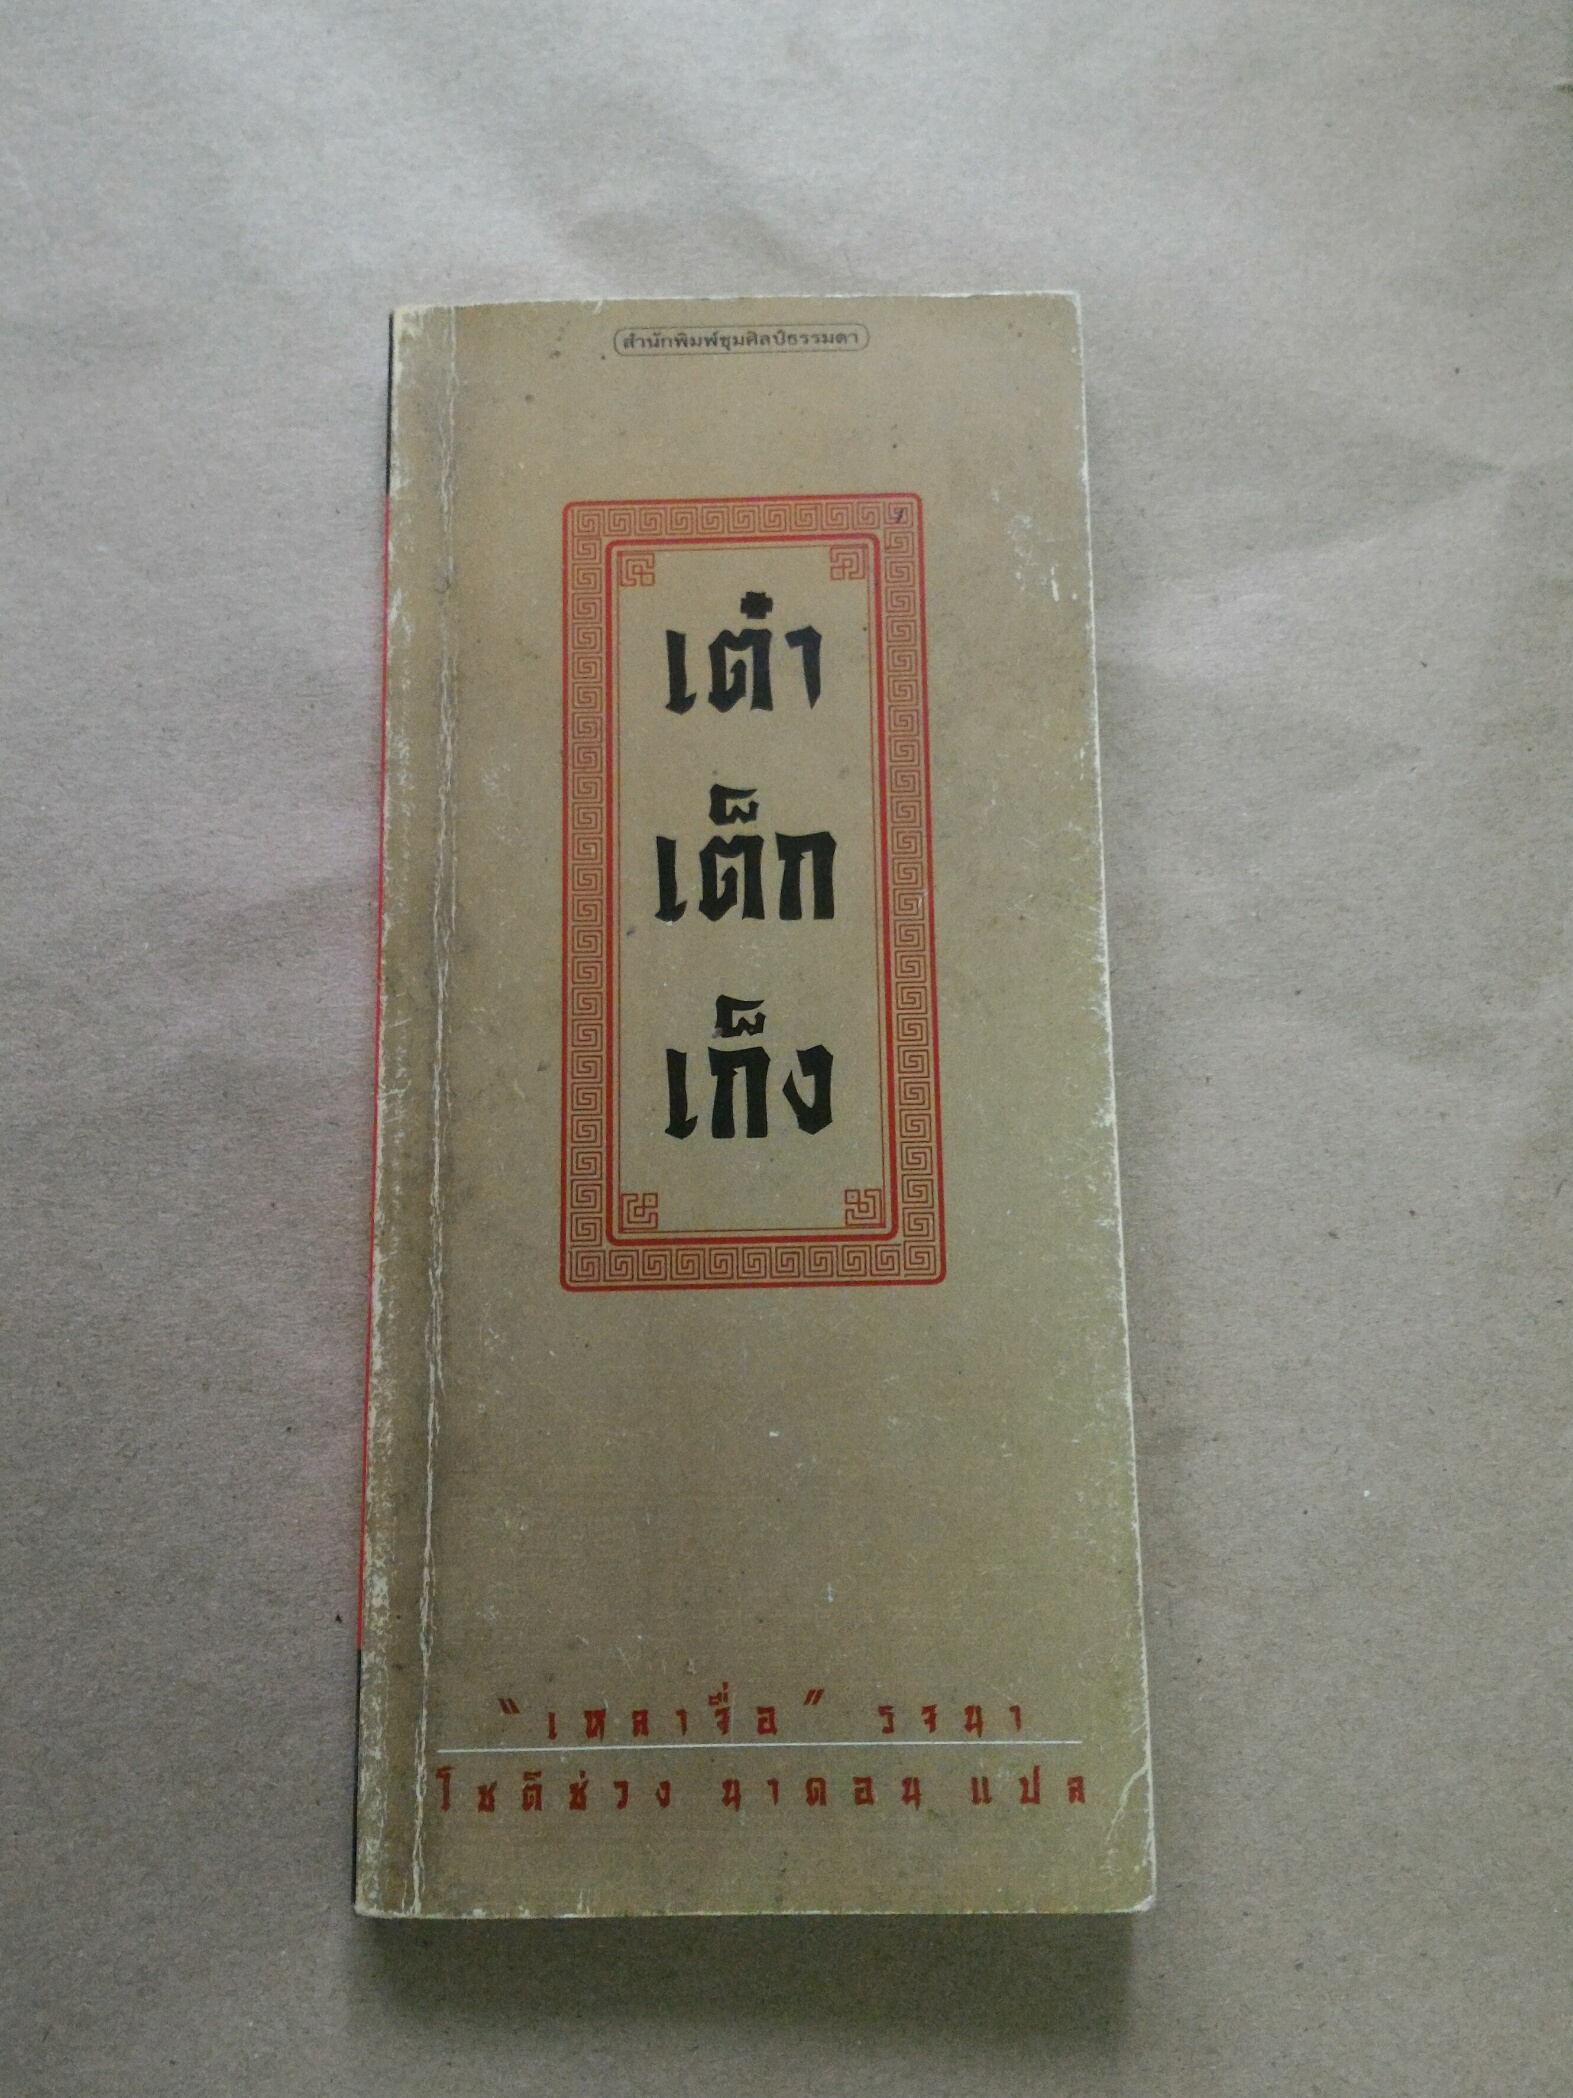 สำนักพิมพ์ชุมศิลป์ธรรมดา
เต๋า
เต็ก
เก็ง
"เหลาจื่อ" รจนา
โชติช่วง นาดอน แปล